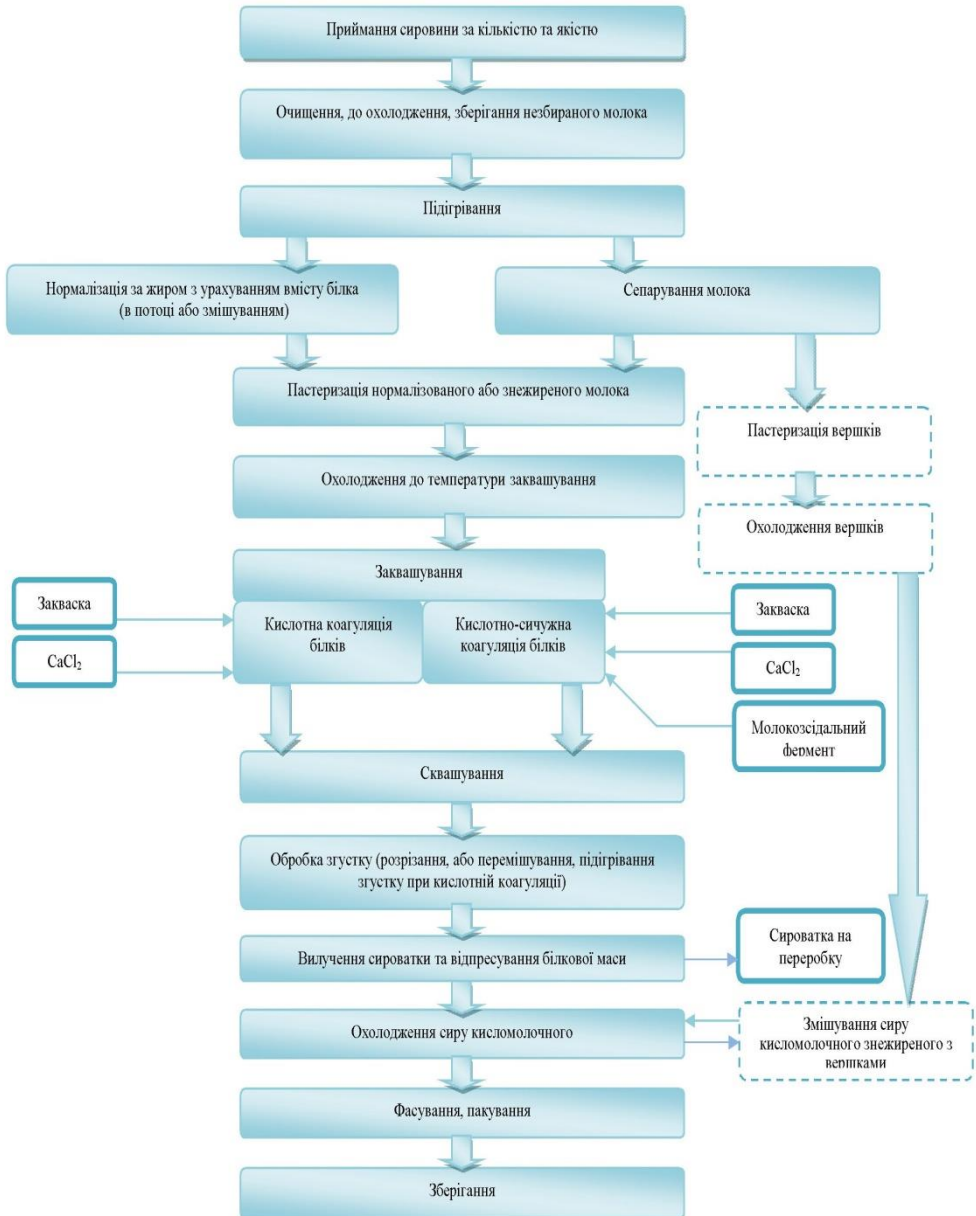 Приймання сировини за кількістю та якістю
Очищення, до охолодження, зберігання незбираного молока
Підігрівання
Нормалізація за жиром з урахуванням вмісту білка
(в потоці або змішуванням)
Сепарування молока
Пастеризація нормалізованого або знежиреного молока
Пастеризація вершків
Охолодження до температури заквашування
Охолодження вершків
Заквашування
Закваска
CaCl₂
Кислотна коагуляція
білків
Кислотно-сичужна
коагуляція білків
Закваска
CaCl₂
Молокозсідальний
фермент
Сквашування
Обробка згустку (розрізання, або перемішування, підігрівання
згустку при кислотній коагуляції)
Вилучення сироватки та відпресування білкової маси
Сироватка на
переробку
Охолодження сиру кисломолочного
Змішування сиру
кисломолочного знежиреного з
вершками
Фасування, пакування
Зберігання